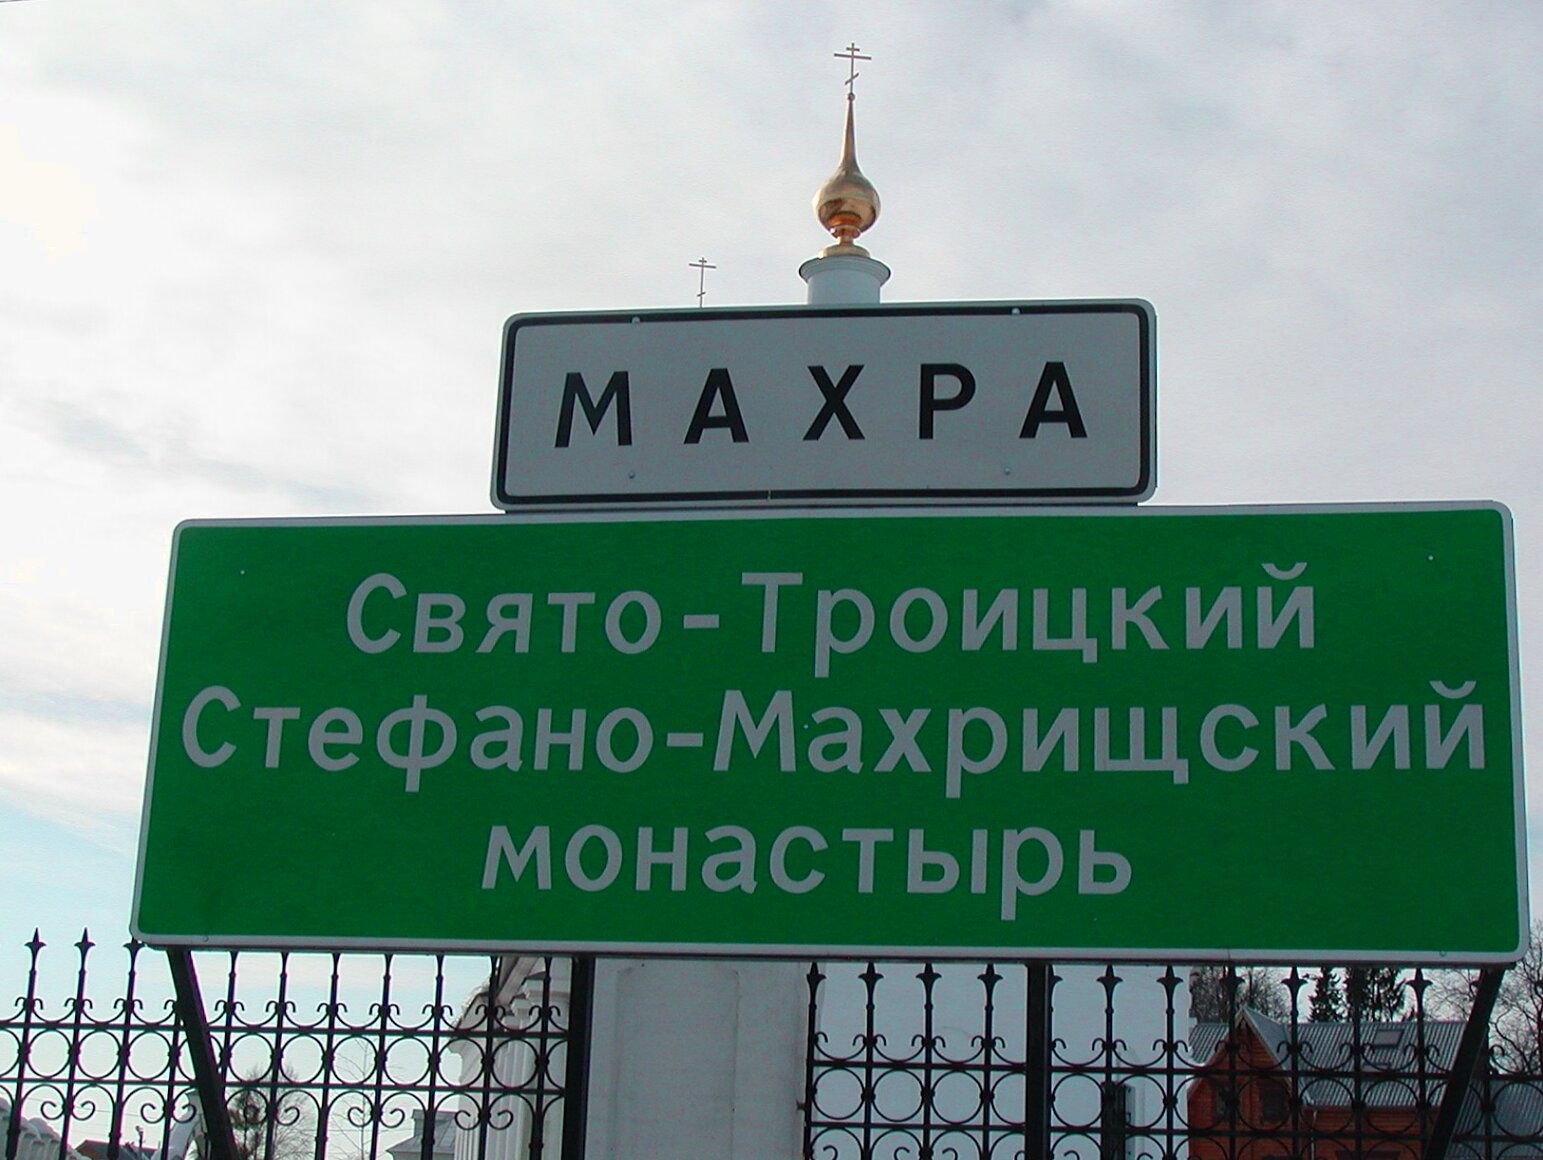 МАХРА
Свято-Троицкий
Стефано-Махрищский
монастырь